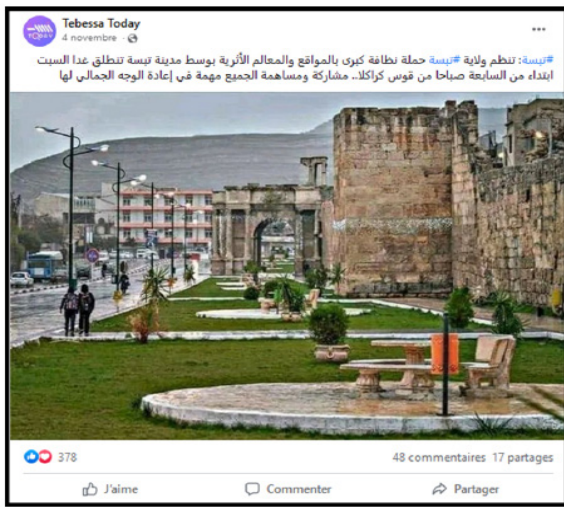 Tebessa Today
4 novembre
#تبسة: تنظم ولاية #تبسة حملة نظافة كبرى بالمواقع والمعالم الأثرية بوسط مدينة تبسة تنطلق غدا السبت
ابتداء من السابعة صباحا من قوس كراكلا.. مشاركة ومساهمة الجميع مهمة في إعادة الوجه الجمالي لها
378
48 commentaires 17 partages
J'aime
Commenter
Partager